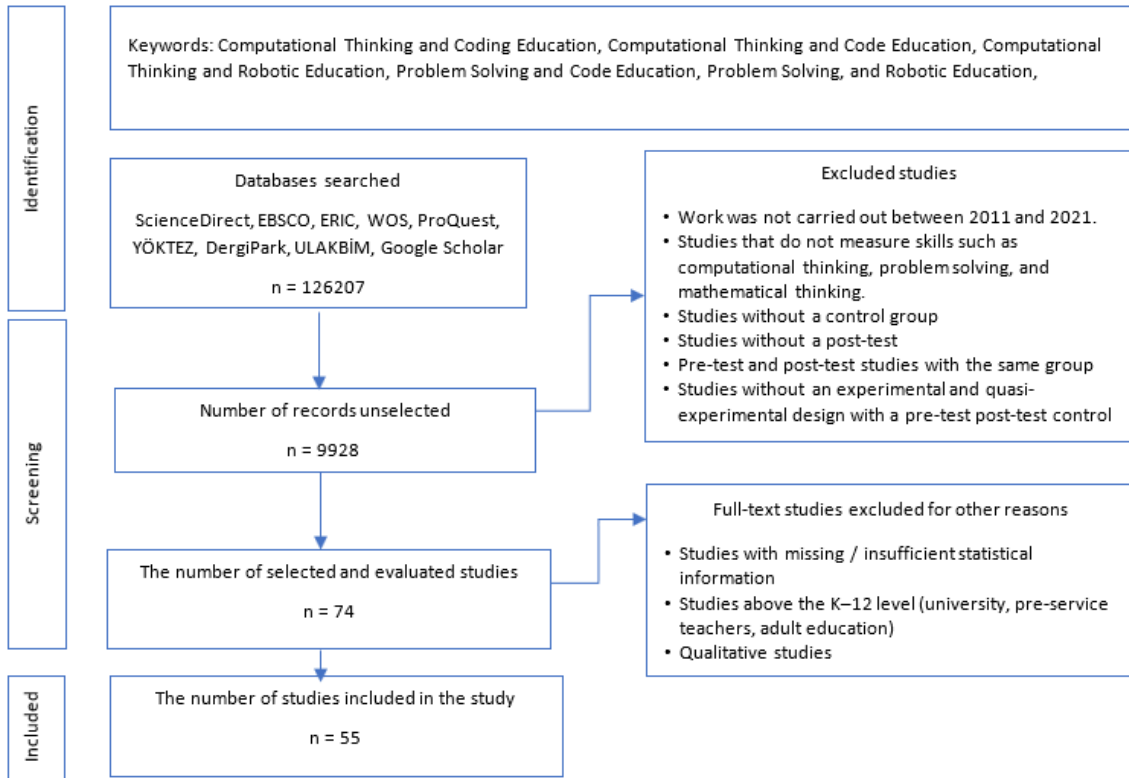 Identification
Keywords: Computational Thinking and Coding Education, Computational Thinking and Code Education, Computational
Thinking and Robotic Education, Problem Solving and Code Education, Problem Solving, and Robotic Education,
Databases searched
ScienceDirect, EBSCO, ERIC, WOS, ProQuest,
YÖKTEZ, DergiPark, ULAKBİM, Google Scholar
n = 126207
Excluded studies
• Work was not carried out between 2011 and 2021.
• Studies that do not measure skills such as
computational thinking, problem solving, and
mathematical thinking.
• Studies without a control group
• Studies without a post-test
• Pre-test and post-test studies with the same group
• Studies without an experimental and quasi-
experimental design with a pre-test post-test control
Screening
Number of records unselected
n = 9928
The number of selected and evaluated studies
n = 74
Full-text studies excluded for other reasons
• Studies with missing / insufficient statistical
information
• Studies above the K–12 level (university, pre-service
teachers, adult education)
• Qualitative studies
Included
The number of studies included in the study
n = 55